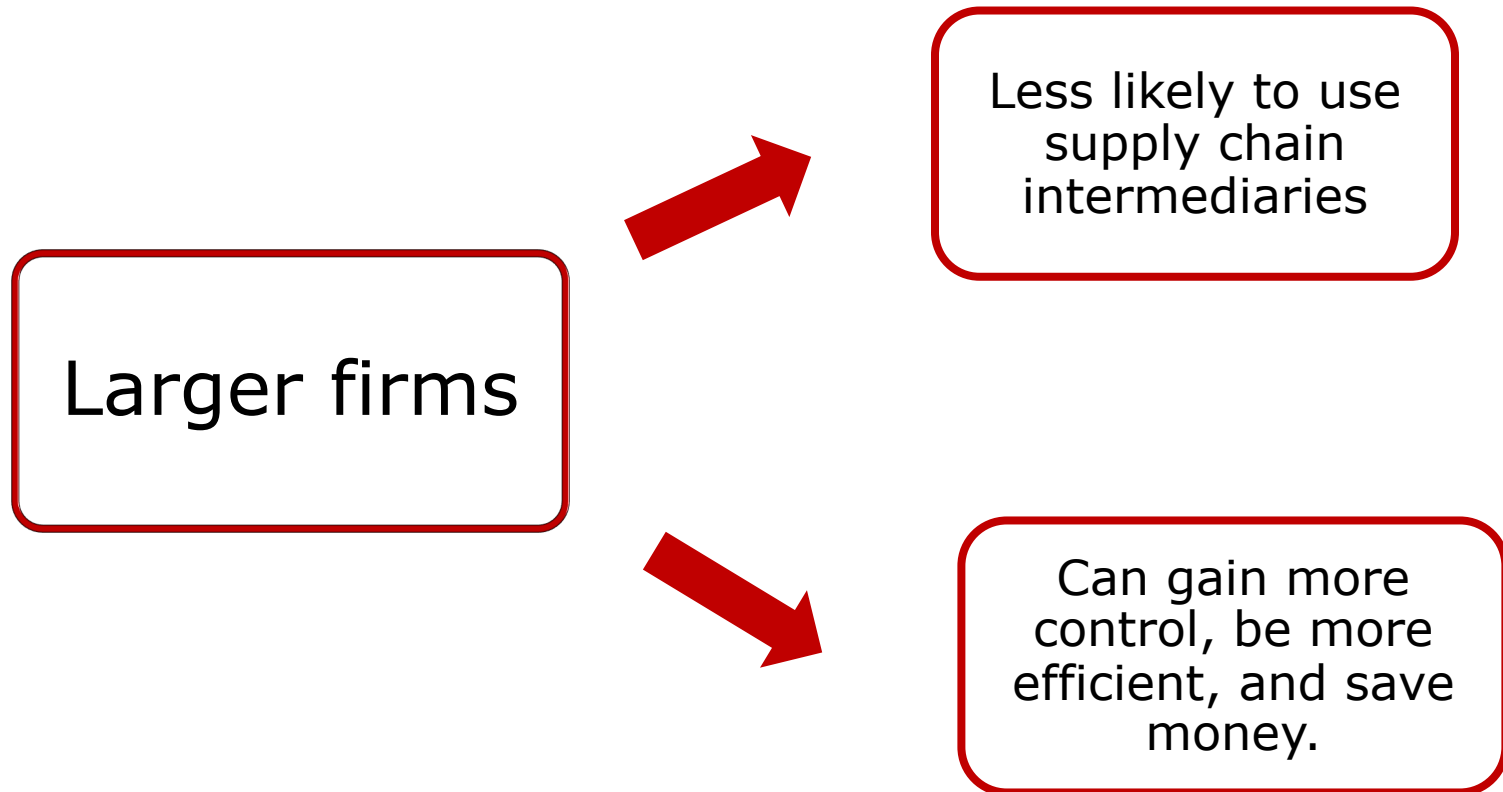 Less likely to use
supply chain
intermediaries
Larger firms
Can gain more
control, be more
efficient, and save
money.